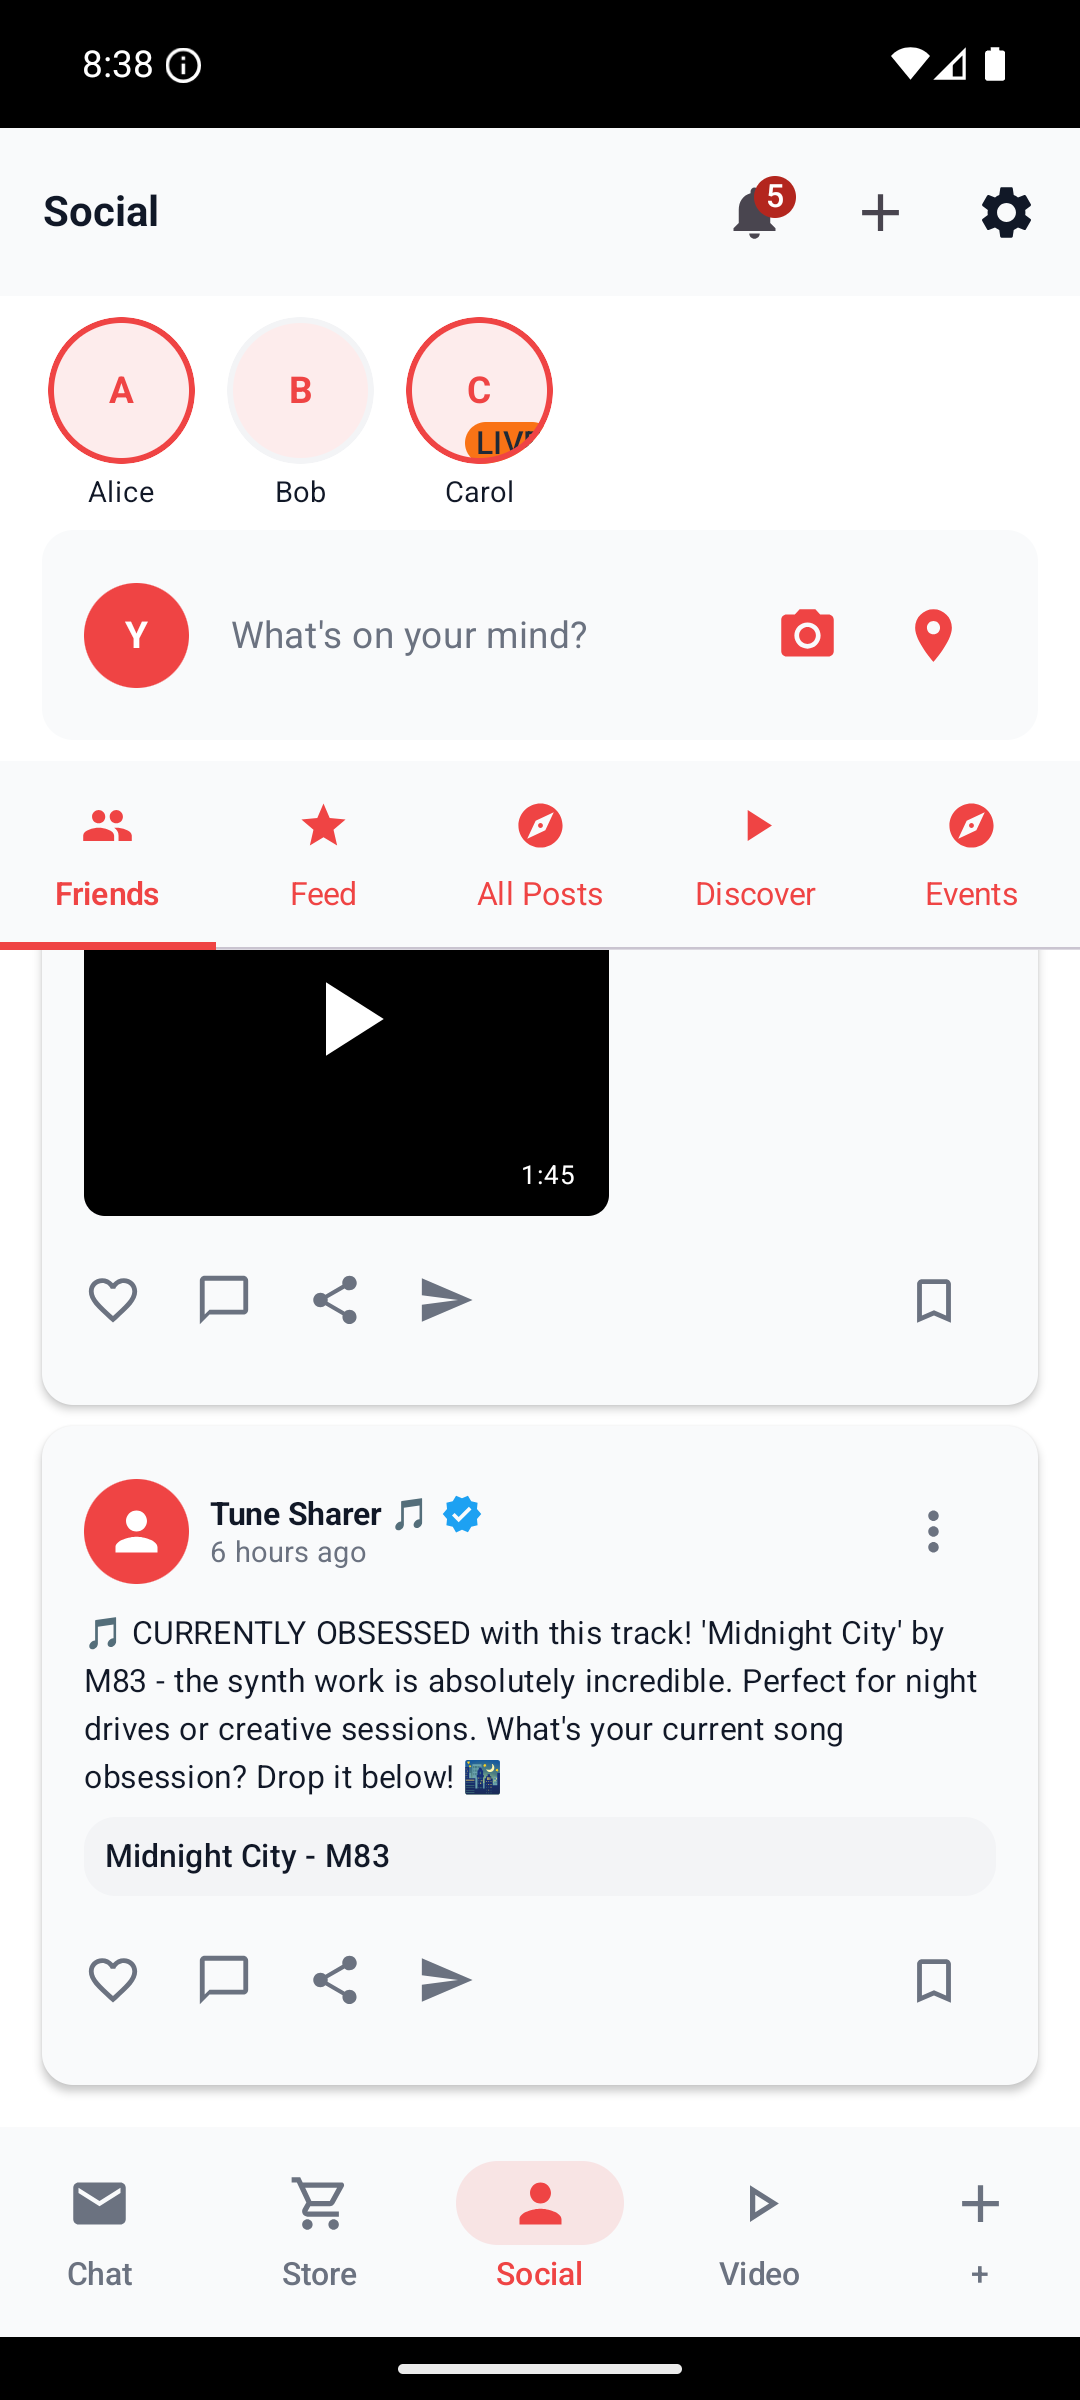 8:38
Social
5
A
B
C
LIVE
Alice
Bob
Carol
Y
What's on your mind?
Friends
Feed
All Posts
Discover
Events
1:45
Tune Sharer 🎵
6 hours ago
🎵 CURRENTLY OBSESSED with this track! 'Midnight City' by
M83 - the synth work is absolutely incredible. Perfect for night
drives or creative sessions. What's your current song
obsession? Drop it below! 🌃
Midnight City - M83
Chat
Store
Social
Video
+